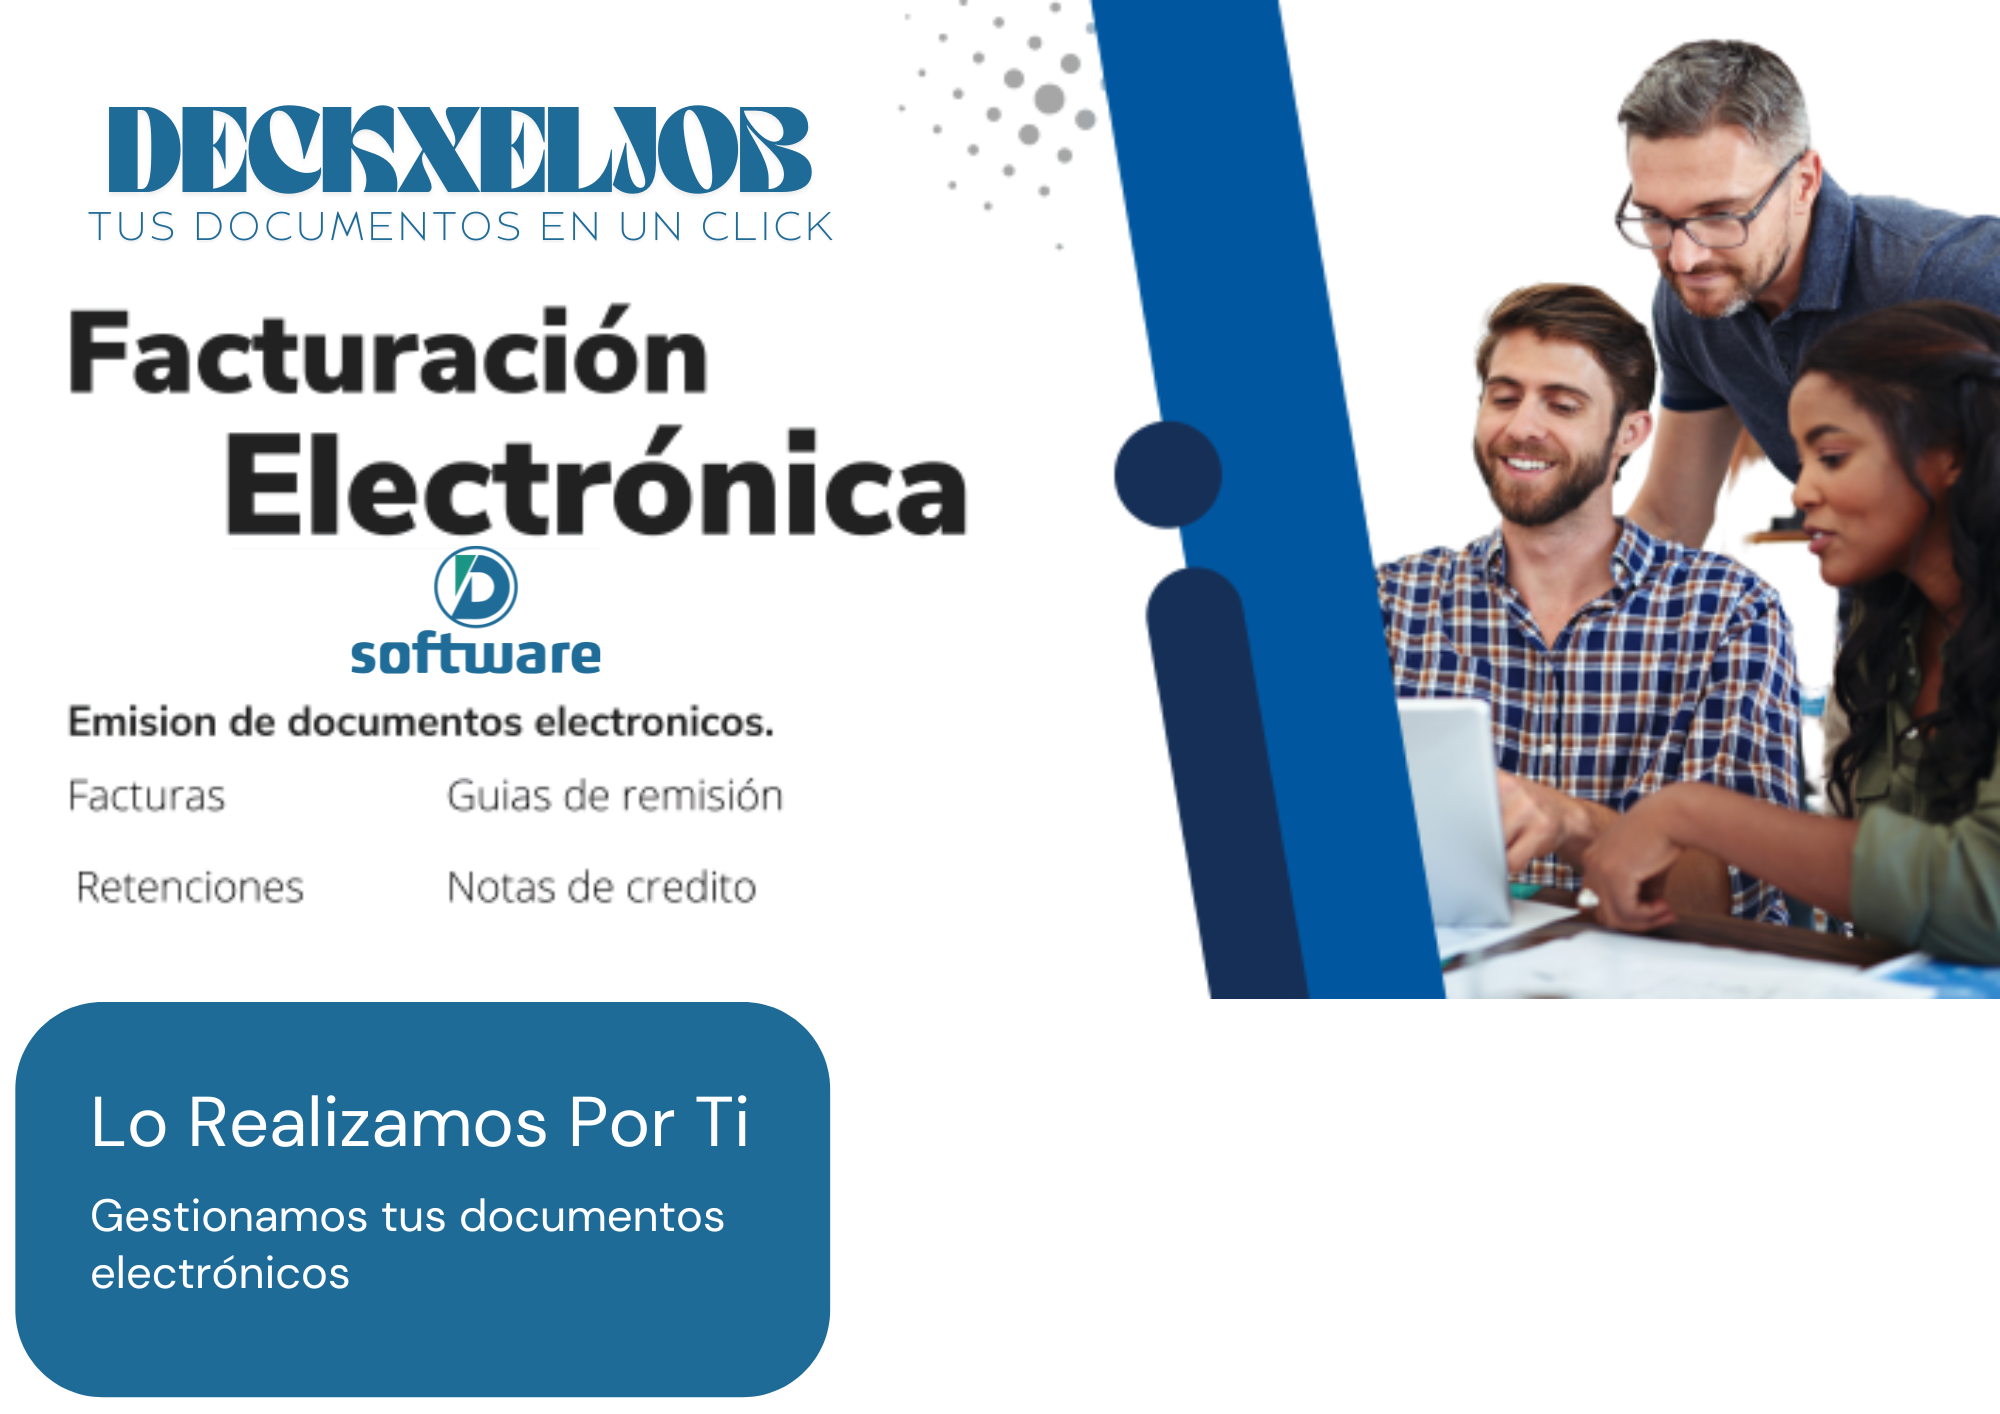 DECKXELJOB
TUS DOCUMENTOS EN UN CLICK
Facturación
Electrónica
D
software
Emision de documentos electronicos.
Facturas
Guias de remisión
Retenciones
Notas de credito
Lo Realizamos Por Ti
Gestionamos tus documentos
electrónicos